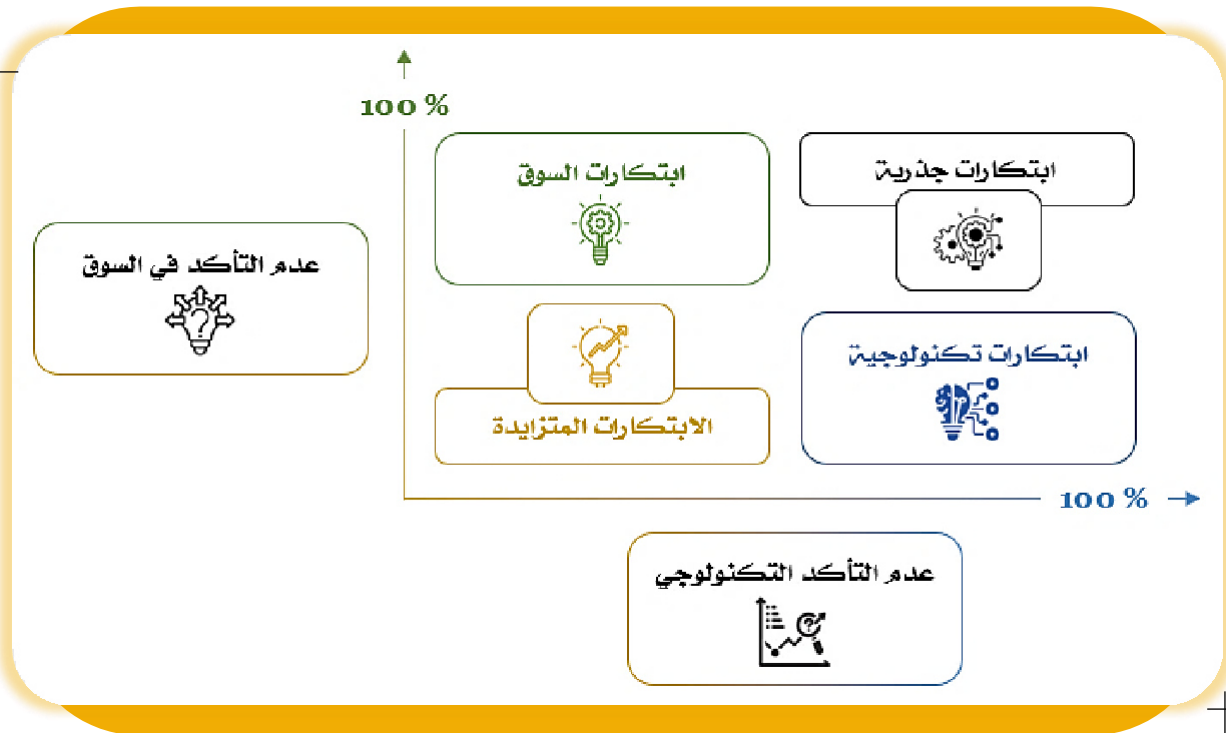 100 %
ابتكارات جذرية
ابتكارات السوق
عدم التأكد في السوق
ابتكارات تكنولوجية
الابتكارات المتزايدة
100 %
عدم التأكد التكنولوجي